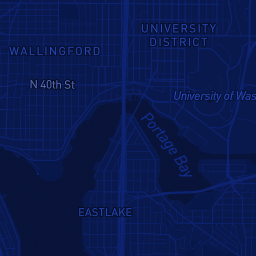 UNIVERSITY
DISTRICT
WALLINGFORD
N 40th St
University of Was
Portage Bay
EASTLAKE